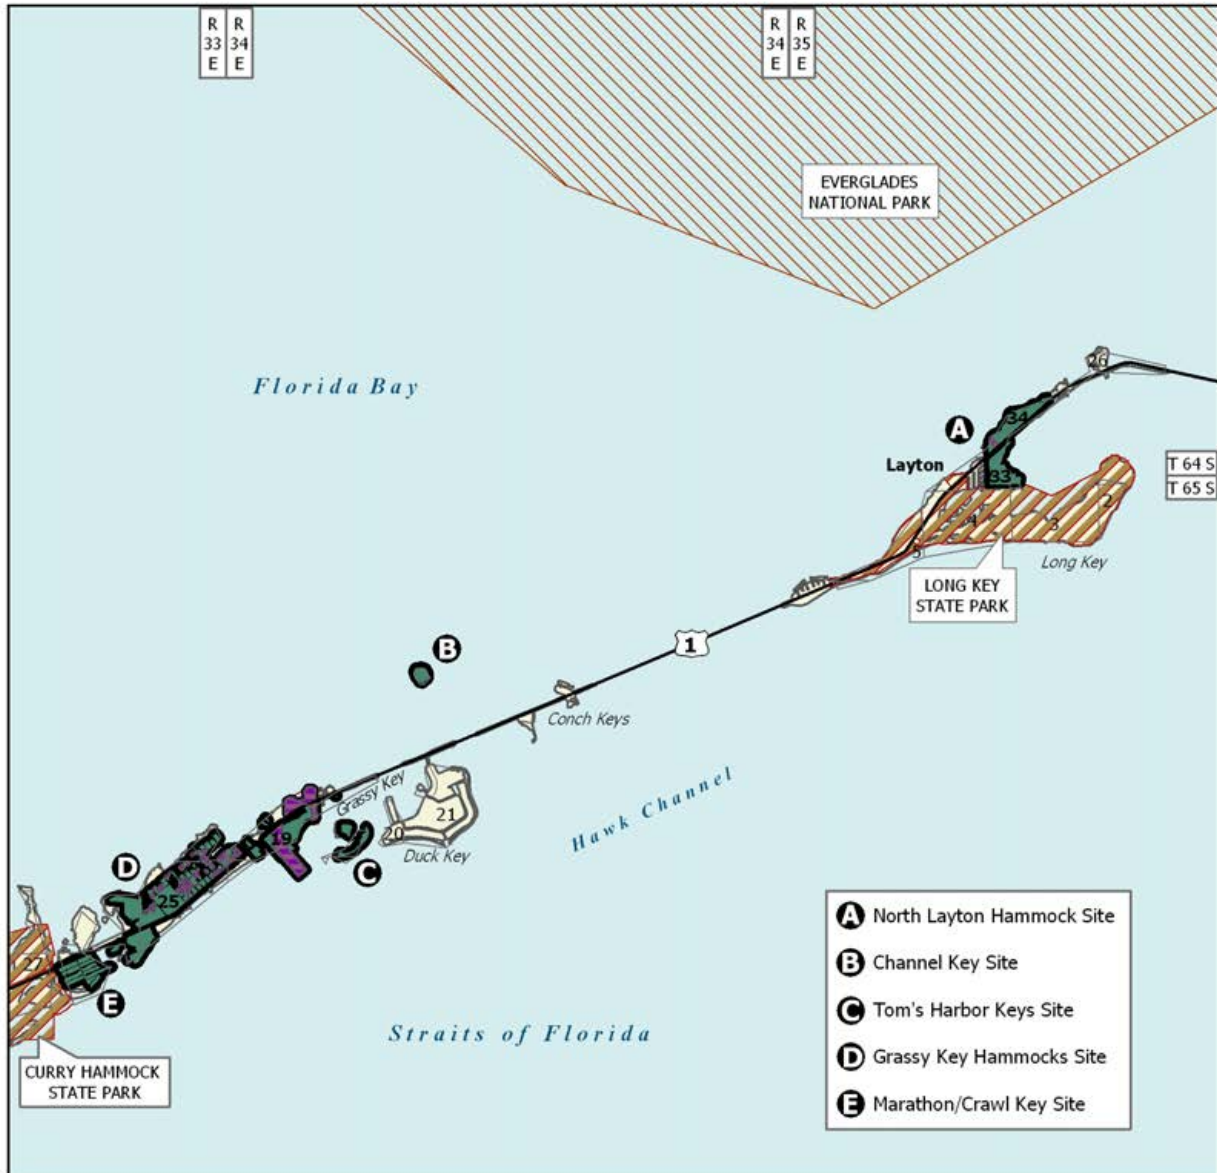 R R
33 34
E E
R R
34 35
E E
EVERGLADES
NATIONAL PARK
Florida Bay
26
34
A
Layton
33
T 64 S
T 65 S
2
4
3
5
Long Key
LONG KEY
STATE PARK
1
B
Conch Keys
Grassy Key
Hawk Channel
21
20
19
Duck Key
C
D
25
27
E
Straits of Florida
CURRY HAMMOCK
STATE PARK
A North Layton Hammock Site
B Channel Key Site
C Tom's Harbor Keys Site
D Grassy Key Hammocks Site
E Marathon/Crawl Key Site